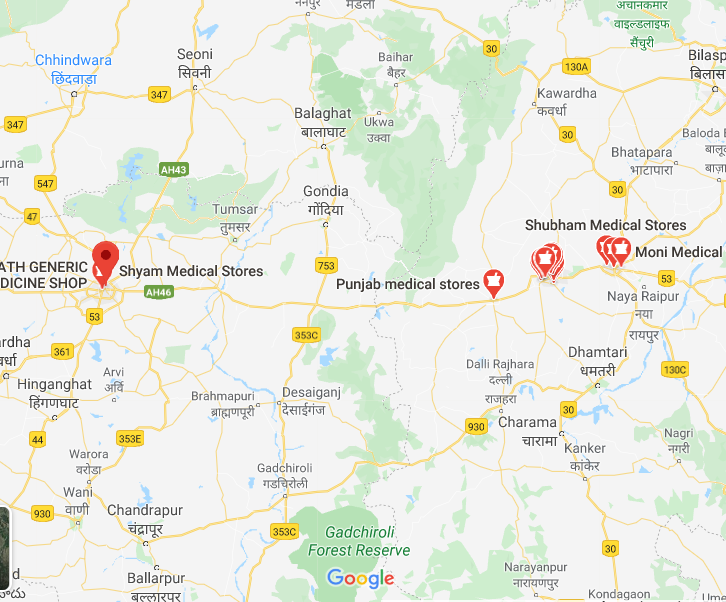 ननपुर
मंडला
अचानकमार
वाइल्डलाइफ
सैंचुरी
Chhindwara
छिंदवाड़ा
Seoni
सिवनी
Baihar
बैहर
30
130A
Bilasp
बिलास
347
347
Balaghat
बालाघाट
Ukwa
उक्वा
Kawardha
कवर्धा
30
Baloda B
Bhatapara
भाटापारा
AH43
547
Gondia
गोंदिया
30
47
Tumsar
तुमसर
Shubham Medical Stores
ATH GENERIC
DICINE SHOP
Shyam Medical Stores
753
Moni Medical
Punjab medical stores
AH46
53
Naya Raipur
नया
रायपुर
53
353C
361
Arvi
आर्वि
Dalli Rajhara
दल्ली
राजहरा
Dhamtari
धमतरी
130C
ardha
वर्धा
Hinganghat
हिंगणघाट
Brahmapuri
ब्राह्मणपूरी
Desaiganj
देसाईगंज
30
Charama
चारामा
930
44
353E
Nagri
नगरी
Kanker
कांकेर
Warora
वरोडा
Wani
वाणी
Gadchiroli
गडचिरोली
930
Chandrapur
चंद्रपूर
353C
Gadchiroli
Forest Reserve
30
Ballarpur
बल्लारपुर
Google
Narayanpur
नारायणपुर
Kondagaon